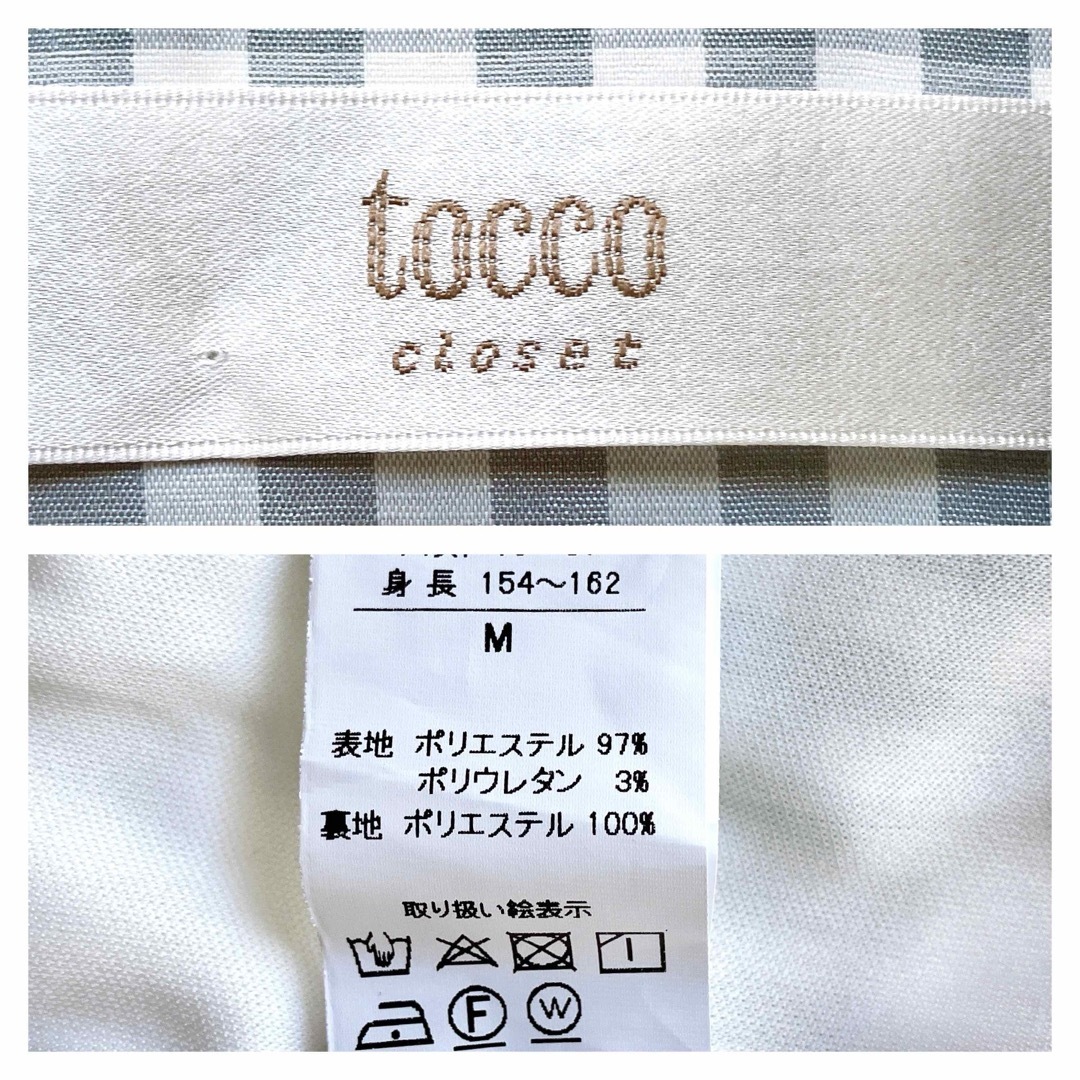 tocco
closet
身長 154～162
M
表地 ポリエステル 97%
ポリウレタン 3%
裏地 ポリエステル 100%
取り扱い絵表示
F W